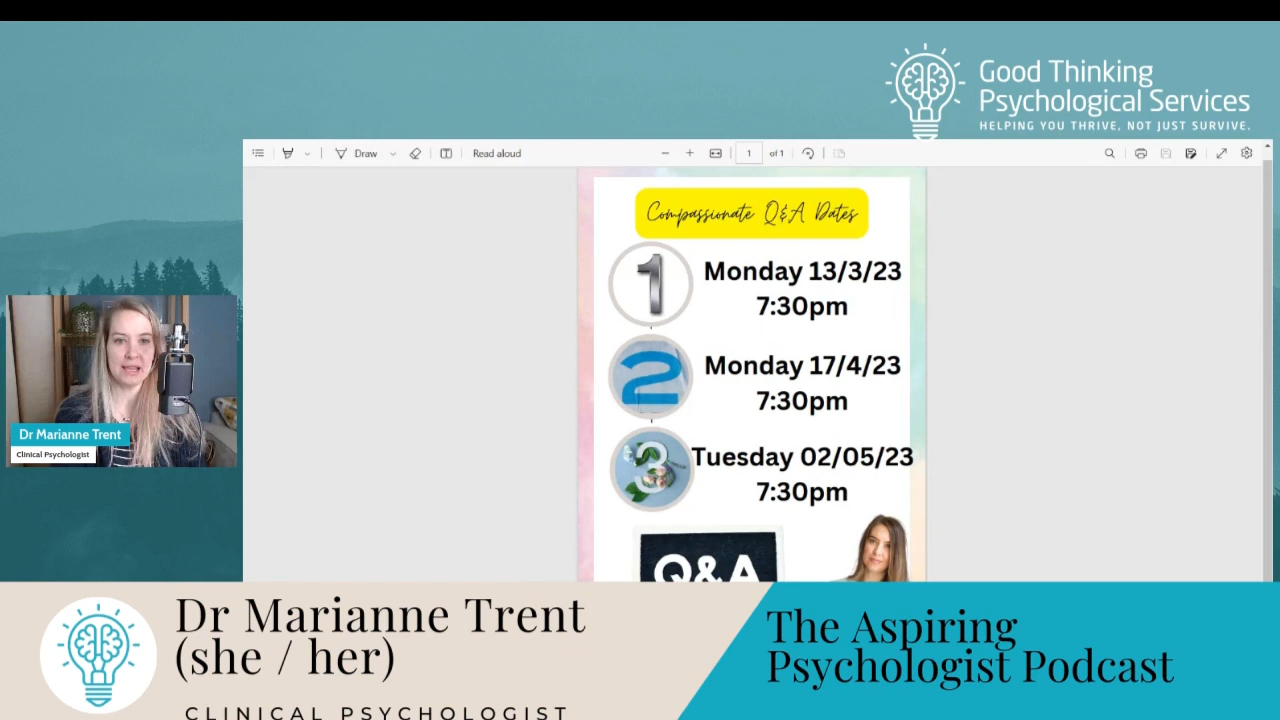 Good Thinking
Psychological Services
HELPING YOU THRIVE, NOT JUST SURVIVE.
Draw
Read aloud
1
of 1
Compassionate Q&A Dates
1
Monday 13/3/23
7:30pm
2
Monday 17/4/23
7:30pm
3
Tuesday 02/05/23
7:30pm
Q&A
Dr Marianne Trent
Clinical Psychologist
Dr Marianne Trent
(she / her)
CLINICAL PSYCHOLOGIST
The Aspiring
Psychologist Podcast